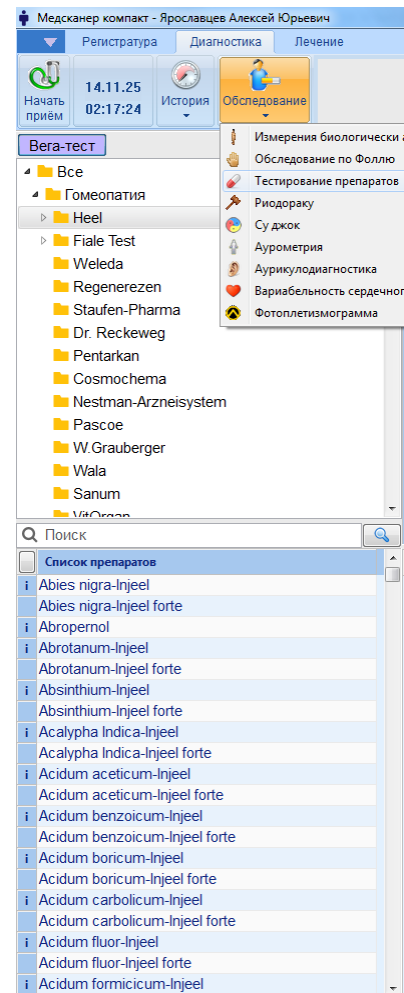 Медсканер компакт - Ярославцев Алексей Юрьевич
Регистратура Диагностика Лечение
Начать приём
14.11.25
02:17:24
История
Обследование
Измерения биологически а
Обследование по Фоллю
Тестирование препаратов
Риодораку
Су джок
Аурометрия
Аурикулодиагностика
Вариабельность сердечног
Фотоплетизмограмма
Вега-тест
Все
Гомеопатия
Heel
Fiale Test
Weleda
Regenerezen
Staufen-Pharma
Dr. Reckeweg
Pentarkan
Cosmochema
Nestman-Arzneisystem
Pascoe
W.Grauberger
Wala
Sanum
VitOrgan
Поиск
Список препаратов
i Abies nigra-Injeel
Abies nigra-Injeel forte
i Abropernol
i Abrotanum-Injeel
Abrotanum-Injeel forte
i Absinthium-Injeel
Absinthium-Injeel forte
i Acalypha Indica-Injeel
Acalypha Indica-Injeel forte
i Acidum aceticum-Injeel
Acidum aceticum-Injeel forte
i Acidum benzoicum-Injeel
Acidum benzoicum-Injeel forte
i Acidum boricum-Injeel
Acidum boricum-Injeel forte
i Acidum carbolicum-Injeel
Acidum carbolicum-Injeel forte
i Acidum fluor-Injeel
Acidum fluor-Injeel forte
i Acidum formicicum-Injeel